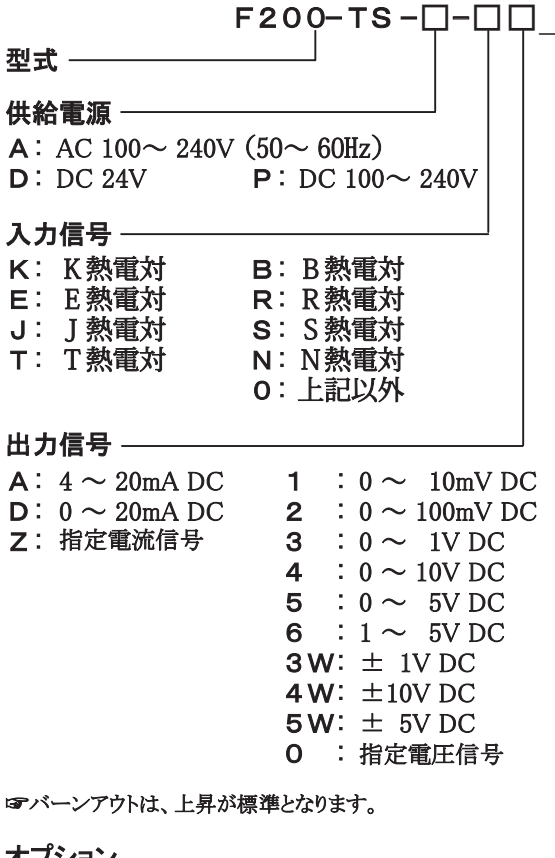 F200-TS-□-□□
型式
供給電源
A： AC 100～ 240V （50～ 60Hz）
D： DC 24V P： DC 100～ 240V
入力信号
K： K熱電対 B： B熱電対
E： E熱電対 R： R熱電対
J： J熱電対 S： S熱電対
T： T熱電対 N： N熱電対
0： 上記以外
出力信号
A： 4 ～ 20mA DC 1 ： 0 ～ 10mV DC
D： 0 ～ 20mA DC 2 ： 0 ～ 100mV DC
Z： 指定電流信号 3 ： 0 ～ 1V DC
4 ： 0 ～ 10V DC
5 ： 0 ～ 5V DC
6 ： 1 ～ 5V DC
3W： ± 1V DC
4W： ±10V DC
5W： ± 5V DC
0 ： 指定電圧信号
☞バーンアウトは、上昇が標準となります。
オプション